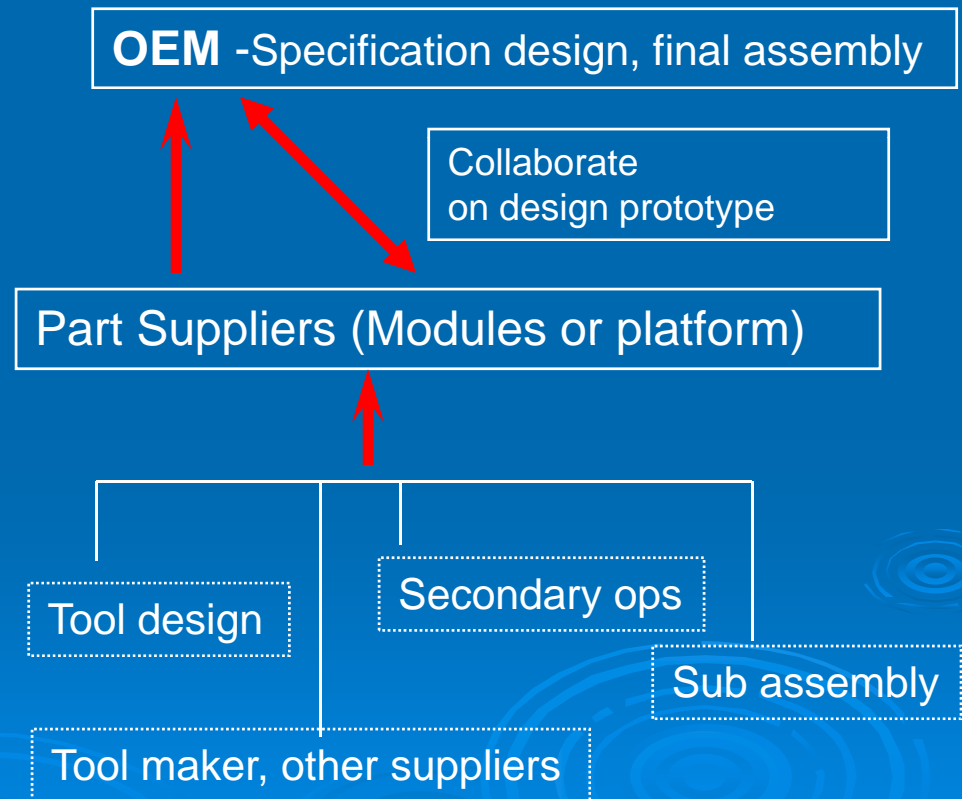 OEM -Specification design, final assembly
Collaborate
on design prototype
Part Suppliers (Modules or platform)
Secondary ops
Tool design
Sub assembly
Tool maker, other suppliers